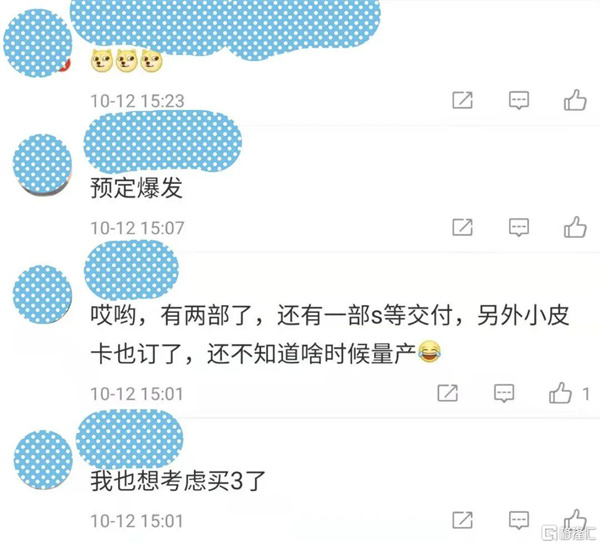 10-12 15:23
预定爆发
10-12 15:07
哎哟，有两部了，还有一部s等交付，另外小皮
卡也订了，还不知道啥时候量产
10-12 15:01
1
我也想考虑买3了
10-12 15:01
格隆汇